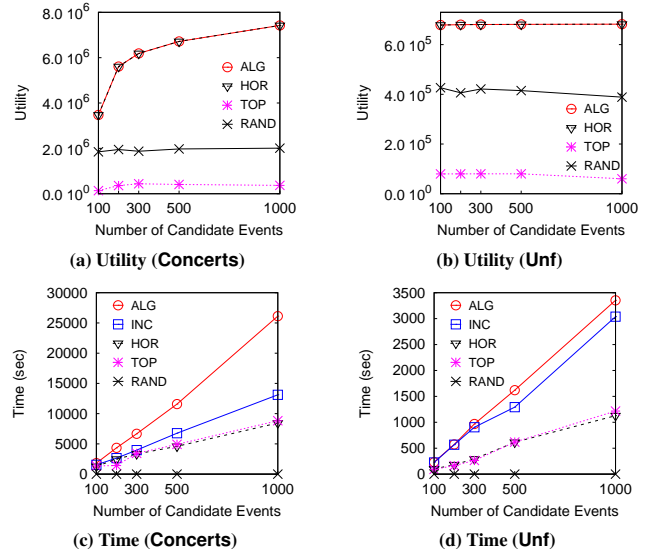 8.0 10^6
6.0 10^6
4.0 10^6
2.0 10^6
0.0 10^0
Utility
ALG
HOR
TOP
RAND
100 300 500 1000
Number of Candidate Events
(a) Utility (Concerts)
6.0 10^5
4.0 10^5
2.0 10^5
0.0 10^0
Utility
ALG
HOR
TOP
RAND
100 300 500 1000
Number of Candidate Events
(b) Utility (Unf)
30000
25000
20000
15000
10000
5000
0
Time (sec)
ALG
INC
HOR
TOP
RAND
100 300 500 1000
Number of Candidate Events
(c) Time (Concerts)
3500
3000
2500
2000
1500
1000
500
0
Time (sec)
ALG
INC
HOR
TOP
RAND
100 300 500 1000
Number of Candidate Events
(d) Time (Unf)